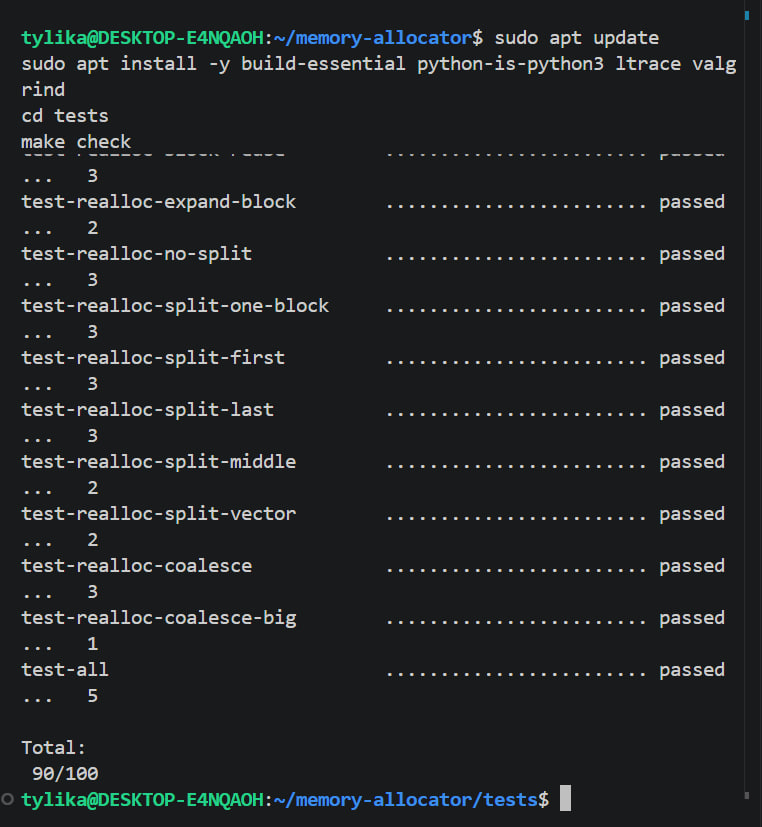 tylika@DESKTOP-E4NQAOH:~/memory-allocator$ sudo apt update
sudo apt install -y build-essential python-is-python3 ltrace valg
rind
cd tests
make check
... 3
test-realloc-expand-block ........................ passed
... 2
test-realloc-no-split ........................ passed
... 3
test-realloc-split-one-block ........................ passed
... 3
test-realloc-split-first ........................ passed
... 3
test-realloc-split-last ........................ passed
... 3
test-realloc-split-middle ........................ passed
... 2
test-realloc-split-vector ........................ passed
... 2
test-realloc-coalesce ........................ passed
... 3
test-realloc-coalesce-big ........................ passed
... 1
test-all ........................ passed
... 5
Total:
90/100
tylika@DESKTOP-E4NQAOH:~/memory-allocator/tests$